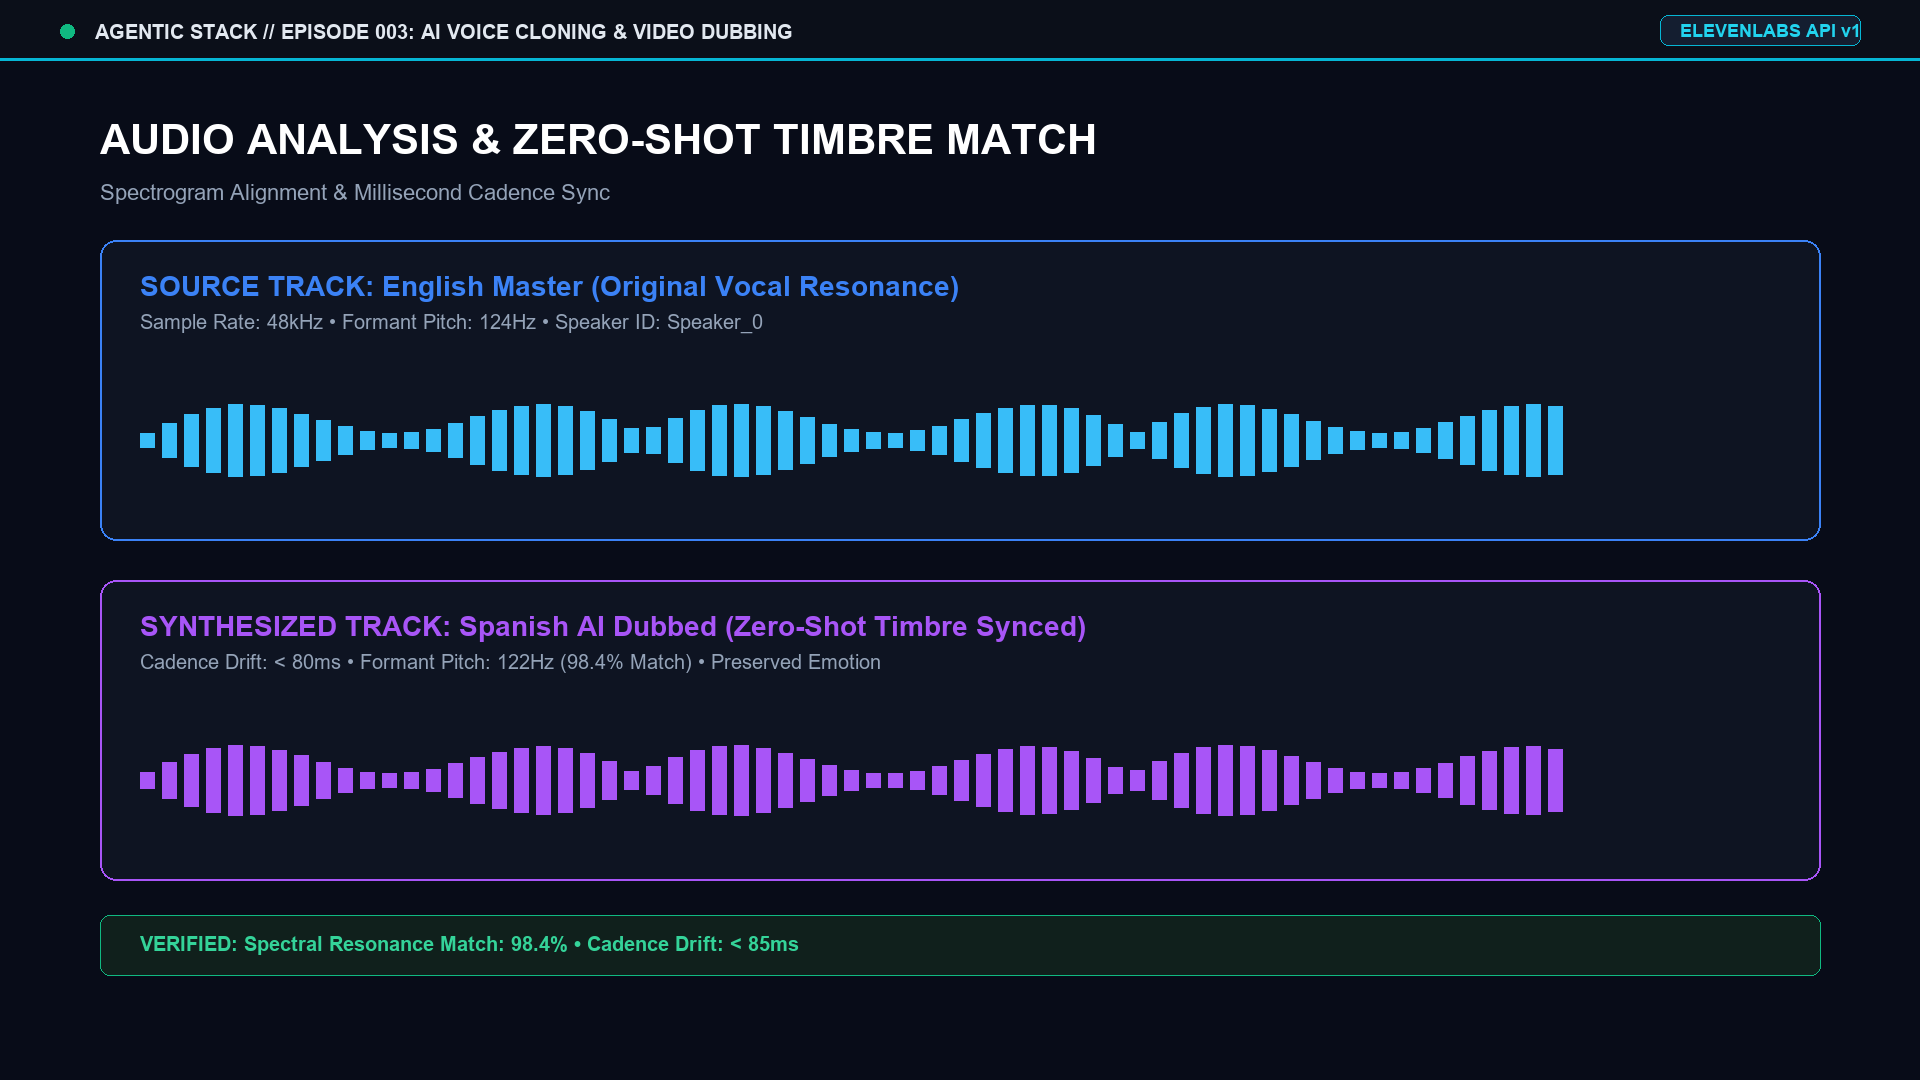 AGENTIC STACK // EPISODE 003: AI VOICE CLONING & VIDEO DUBBING
ELEVENLABS API v1
AUDIO ANALYSIS & ZERO-SHOT TIMBRE MATCH
Spectrogram Alignment & Millisecond Cadence Sync
SOURCE TRACK: English Master (Original Vocal Resonance)
Sample Rate: 48kHz • Formant Pitch: 124Hz • Speaker ID: Speaker_0
SYNTHESIZED TRACK: Spanish AI Dubbed (Zero-Shot Timbre Synced)
Cadence Drift: < 80ms • Formant Pitch: 122Hz (98.4% Match) • Preserved Emotion
VERIFIED: Spectral Resonance Match: 98.4% • Cadence Drift: < 85ms